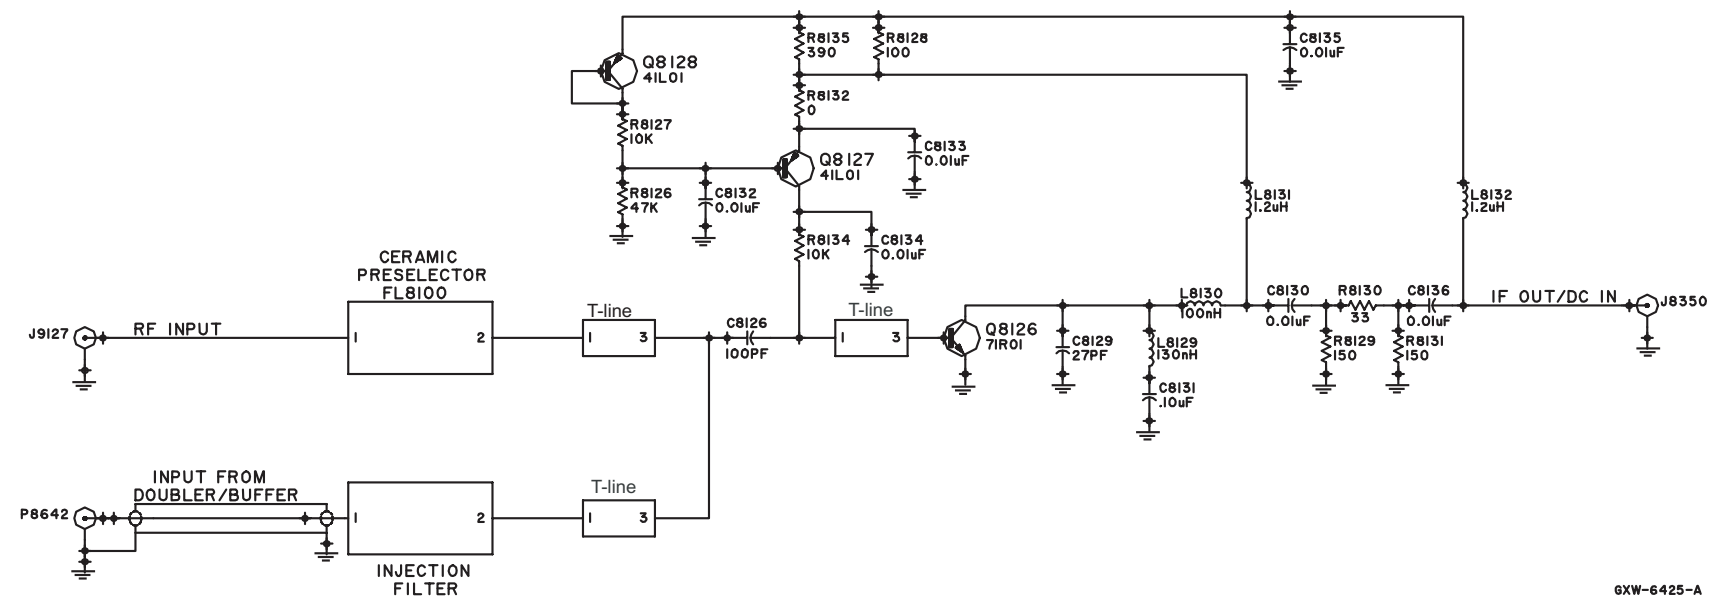 Q8128
41L01
R8135
390
R8128
100
C8135
0.01uF
R8132
0
R8127
10K
Q8127
41L01
C8133
0.01uF
R8126
47K
C8132
0.01uF
L8131
1.2uH
L8132
1.2uH
R8134
10K
C8134
0.01uF
CERAMIC
PRESELECTOR
FL8100
J9127
RF INPUT
1
2
T-line
1
3
C8126
100PF
T-line
1
3
Q8126
71R01
C8129
27PF
L8129
130nH
C8131
.10uF
L8130
100nH
C8130
0.01uF
R8130
33
C8136
0.01uF
R8129
150
R8131
150
IF OUT/DC IN
J8350
INPUT FROM
DOUBLER/BUFFER
P8642
1
2
T-line
1
3
INJECTION
FILTER
GXW-6425-A